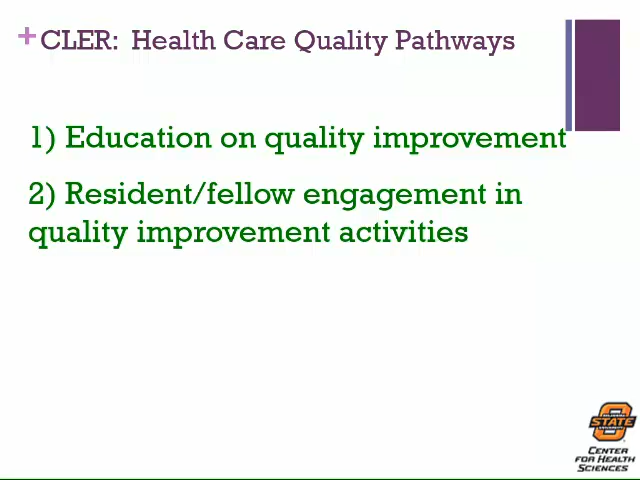 + CLER: Health Care Quality Pathways
1) Education on quality improvement
2) Resident/fellow engagement in
quality improvement activities
STATE
CENTER
FOR HEALTH
SCIENCES